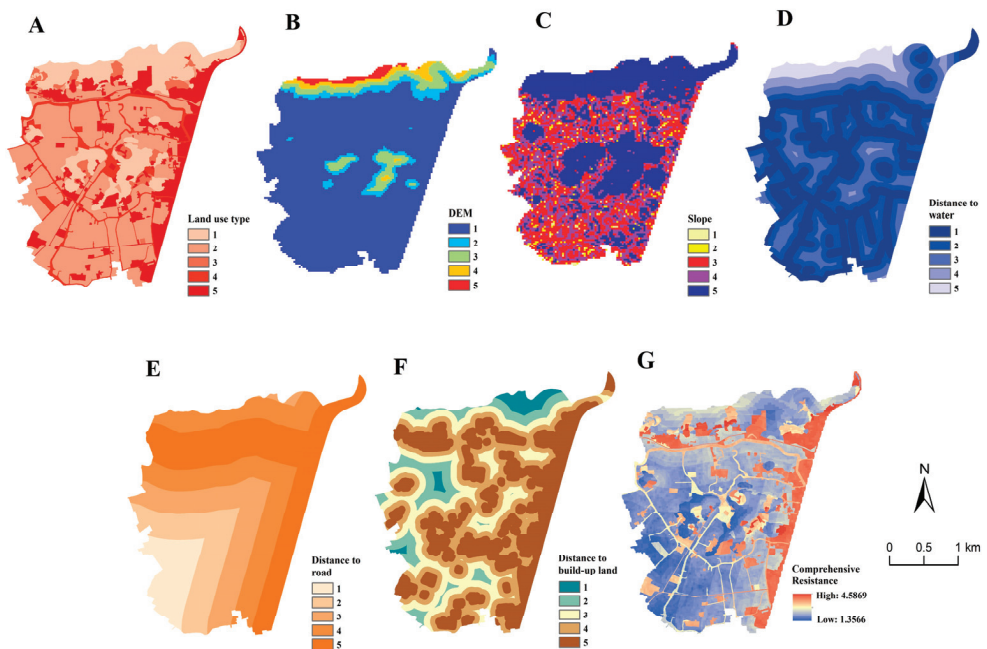 A
B
C
D
Land use type
1
2
3
4
5
DEM
1
2
3
4
5
Slope
1
2
3
4
5
Distance to
water
1
2
3
4
5
E
F
G
Distance to
road
1
2
3
4
5
Distance to
build-up land
1
2
3
4
5
Comprehensive
Resistance
High: 4.5869
Low: 1.3566
N
0 0.5 1 km